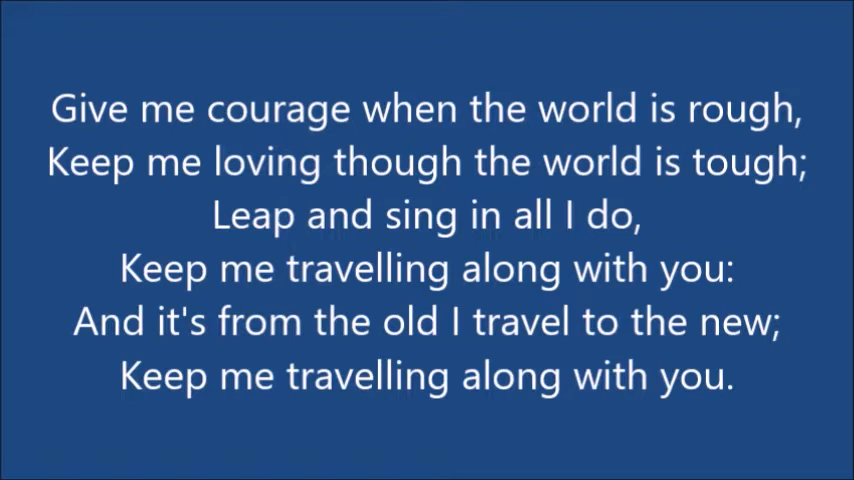 Give me courage when the world is rough,
Keep me loving though the world is tough;
Leap and sing in all I do,
Keep me travelling along with you:
And it's from the old I travel to the new;
Keep me travelling along with you.